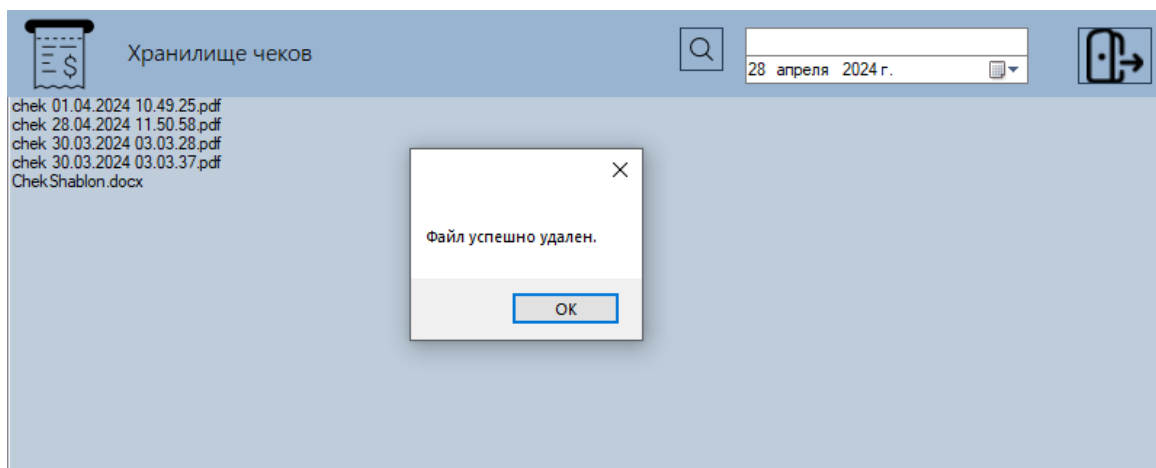 Хранилище чеков
28 апреля 2024 г.
chek 01.04.2024 10.49.25.pdf
chek 28.04.2024 11.50.58.pdf
chek 30.03.2024 03.03.28.pdf
chek 30.03.2024 03.03.37.pdf
ChekShablon.docx
Файл успешно удален.
ОК